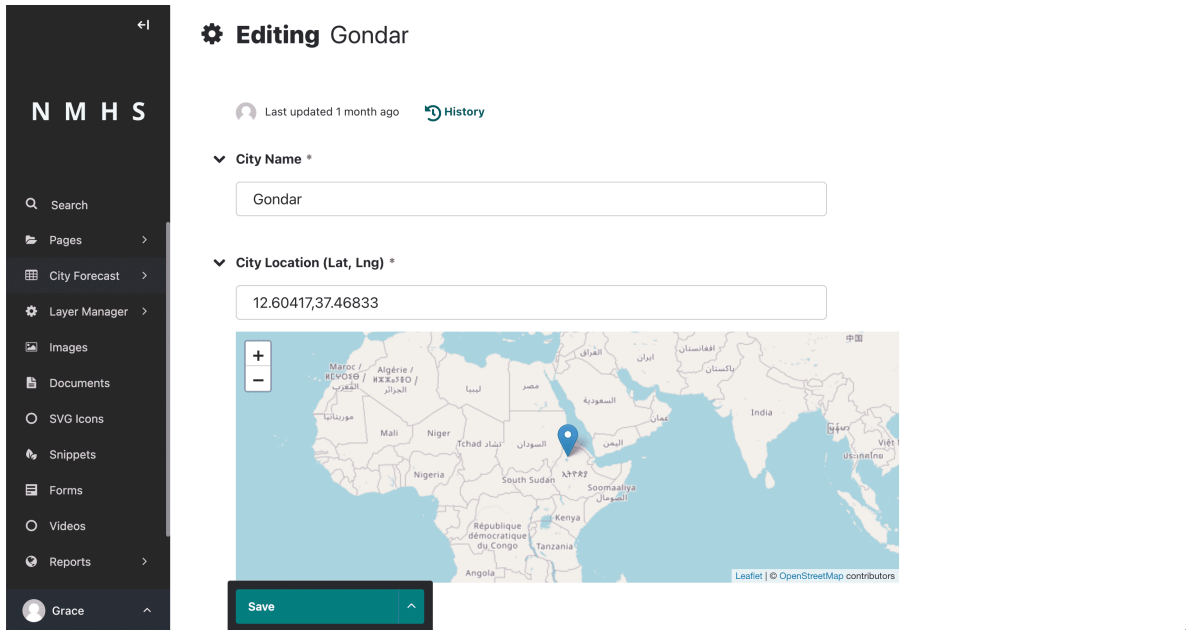 Editing Gondar
N M H S
Last updated 1 month ago
History
City Name *
Gondar
City Location (Lat, Lng) *
12.60417,37.46833
Search
Pages
City Forecast
Layer Manager
Images
Documents
SVG Icons
Snippets
Forms
Videos
Reports
Grace
+
−
中国
افغانستان
العراق
ایران
پاکستان
Maroc /
Algérie /
المغرب
الجزائر
ليبيا
مصر
السعودية
عمان
India
موريتانيا
Mali
Niger
Tchad تشاد
السودان
اليمن
Việt
ประเทศไทย
Nigeria
South Sudan
ኢትዮጵያ
Soomaaliya
الصومال
Kenya
République
démocratique
du Congo
Tanzania
Angola
Leaflet | © OpenStreetMap contributors
Save